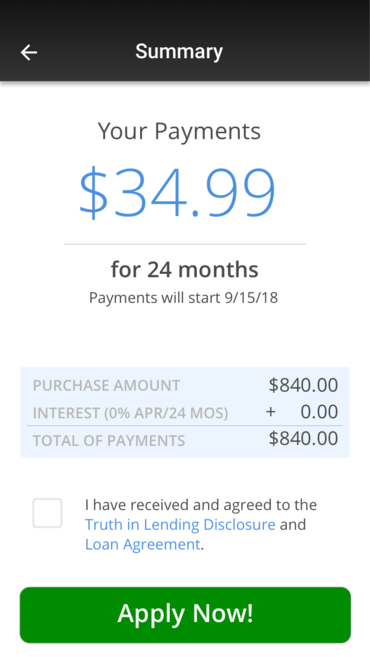 Summary
Your Payments
$34.99
for 24 months
Payments will start 9/15/18
PURCHASE AMOUNT $840.00
INTEREST (0% APR/24 MOS) + 0.00
TOTAL OF PAYMENTS $840.00
I have received and agreed to the
Truth in Lending Disclosure and
Loan Agreement.
Apply Now!